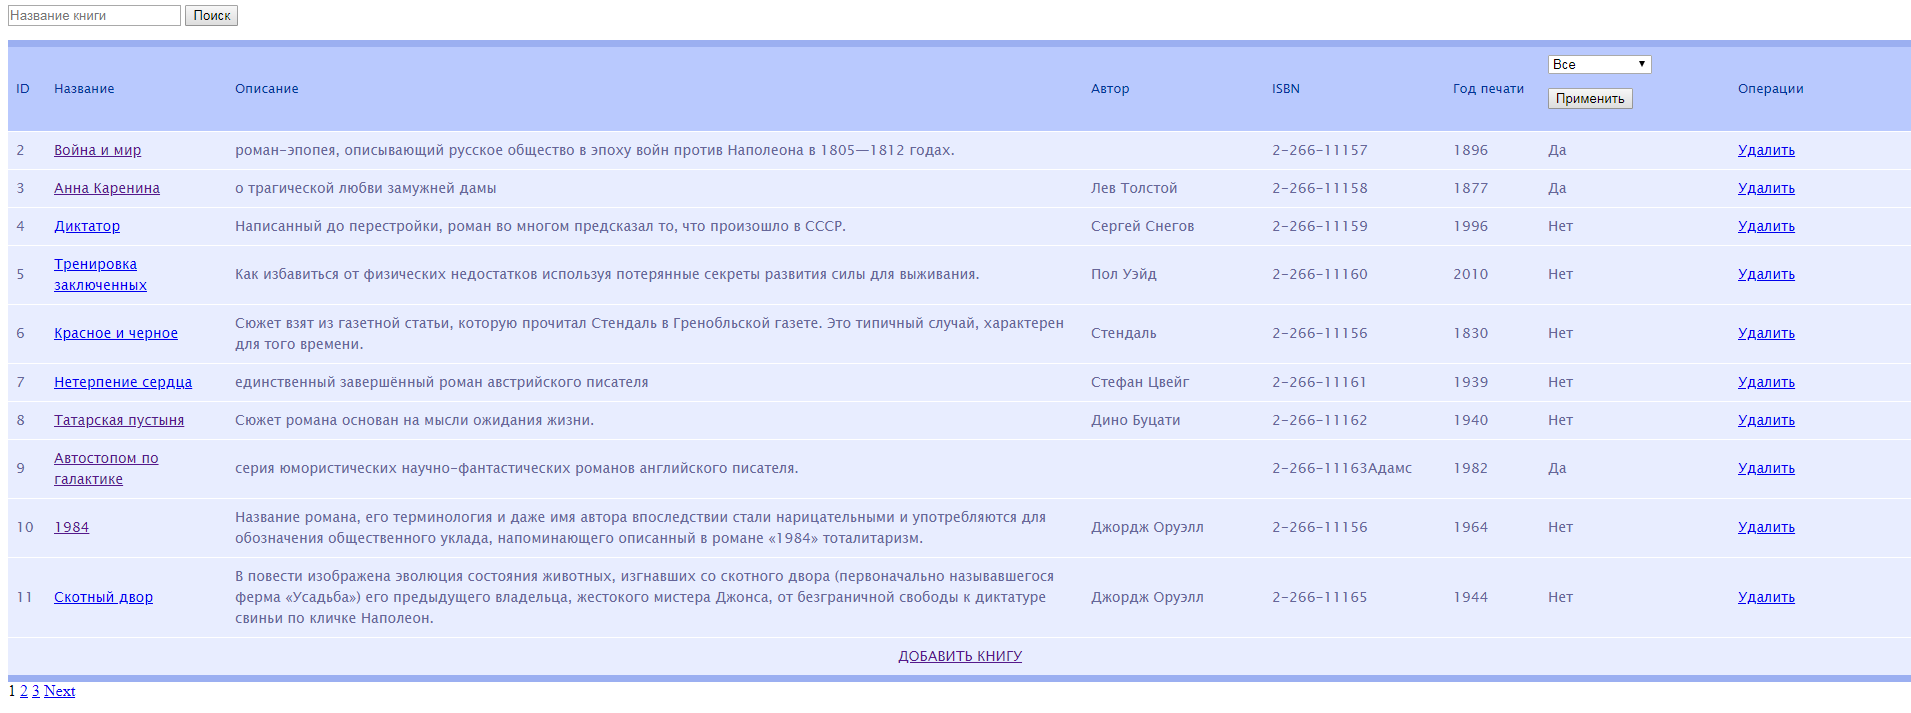 Название книги Поиск
Все
ID Название Описание Автор ISBN Год печати Операции
Применить
2 Война и мир роман-эпопея, описывающий русское общество в эпоху войн против Наполеона в 1805—1812 годах. 2-266-11157 1896 Да Удалить
3 Анна Каренина о трагической любви замужней дамы Лев Толстой 2-266-11158 1877 Да Удалить
4 Диктатор Написанный до перестройки, роман во многом предсказал то, что произошло в СССР. Сергей Снегов 2-266-11159 1996 Нет Удалить
Тренировка
5 Как избавиться от физических недостатков используя потерянные секреты развития силы для выживания. Пол Уэйд 2-266-11160 2010 Нет Удалить
заключенных
Сюжет взят из газетной статьи, которую прочитал Стендаль в Гренобльской газете. Это типичный случай, характерен
6 Красное и черное Стендаль 2-266-11156 1830 Нет Удалить
для того времени.
7 Нетерпение сердца единственный завершённый роман австрийского писателя Стефан Цвейг 2-266-11161 1939 Нет Удалить
8 Татарская пустыня Сюжет романа основан на мысли ожидания жизни. Дино Буцати 2-266-11162 1940 Нет Удалить
Автостопом по
9 серия юмористических научно-фантастических романов английского писателя. 2-266-11163Адамс 1982 Да Удалить
галактике
Название романа, его терминология и даже имя автора впоследствии стали нарицательными и употребляются для
10 1984 Джордж Оруэлл 2-266-11156 1964 Нет Удалить
обозначения общественного уклада, напоминающего описанный в романе «1984» тоталитаризм.
В повести изображена эволюция состояния животных, изгнавших со скотного двора (первоначально называвшегося
11 Скотный двор ферма «Усадьба») его предыдущего владельца, жестокого мистера Джонса, от безграничной свободы к диктатуре Джордж Оруэлл 2-266-11165 1944 Нет Удалить
свиньи по кличке Наполеон.
ДОБАВИТЬ КНИГУ
1 2 3 Next